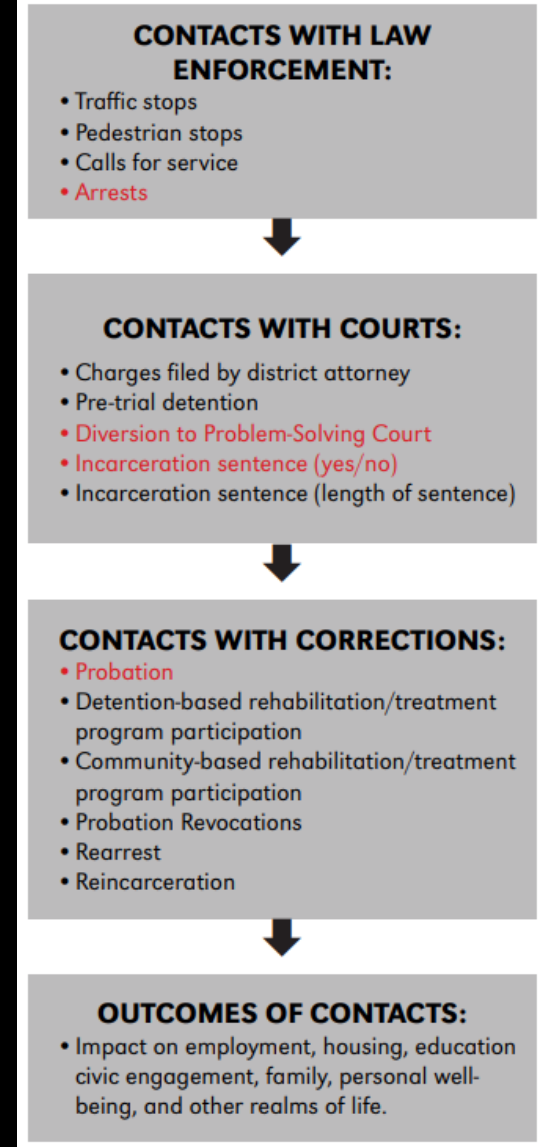 CONTACTS WITH LAW
ENFORCEMENT:
• Traffic stops
• Pedestrian stops
• Calls for service
• Arrests
CONTACTS WITH COURTS:
• Charges filed by district attorney
• Pre-trial detention
• Diversion to Problem-Solving Court
• Incarceration sentence (yes/no)
• Incarceration sentence (length of sentence)
CONTACTS WITH CORRECTIONS:
• Probation
• Detention-based rehabilitation/treatment
program participation
• Community-based rehabilitation/treatment
program participation
• Probation Revocations
• Rearrest
• Reincarceration
OUTCOMES OF CONTACTS:
• Impact on employment, housing, education
civic engagement, family, personal well-
being, and other realms of life.